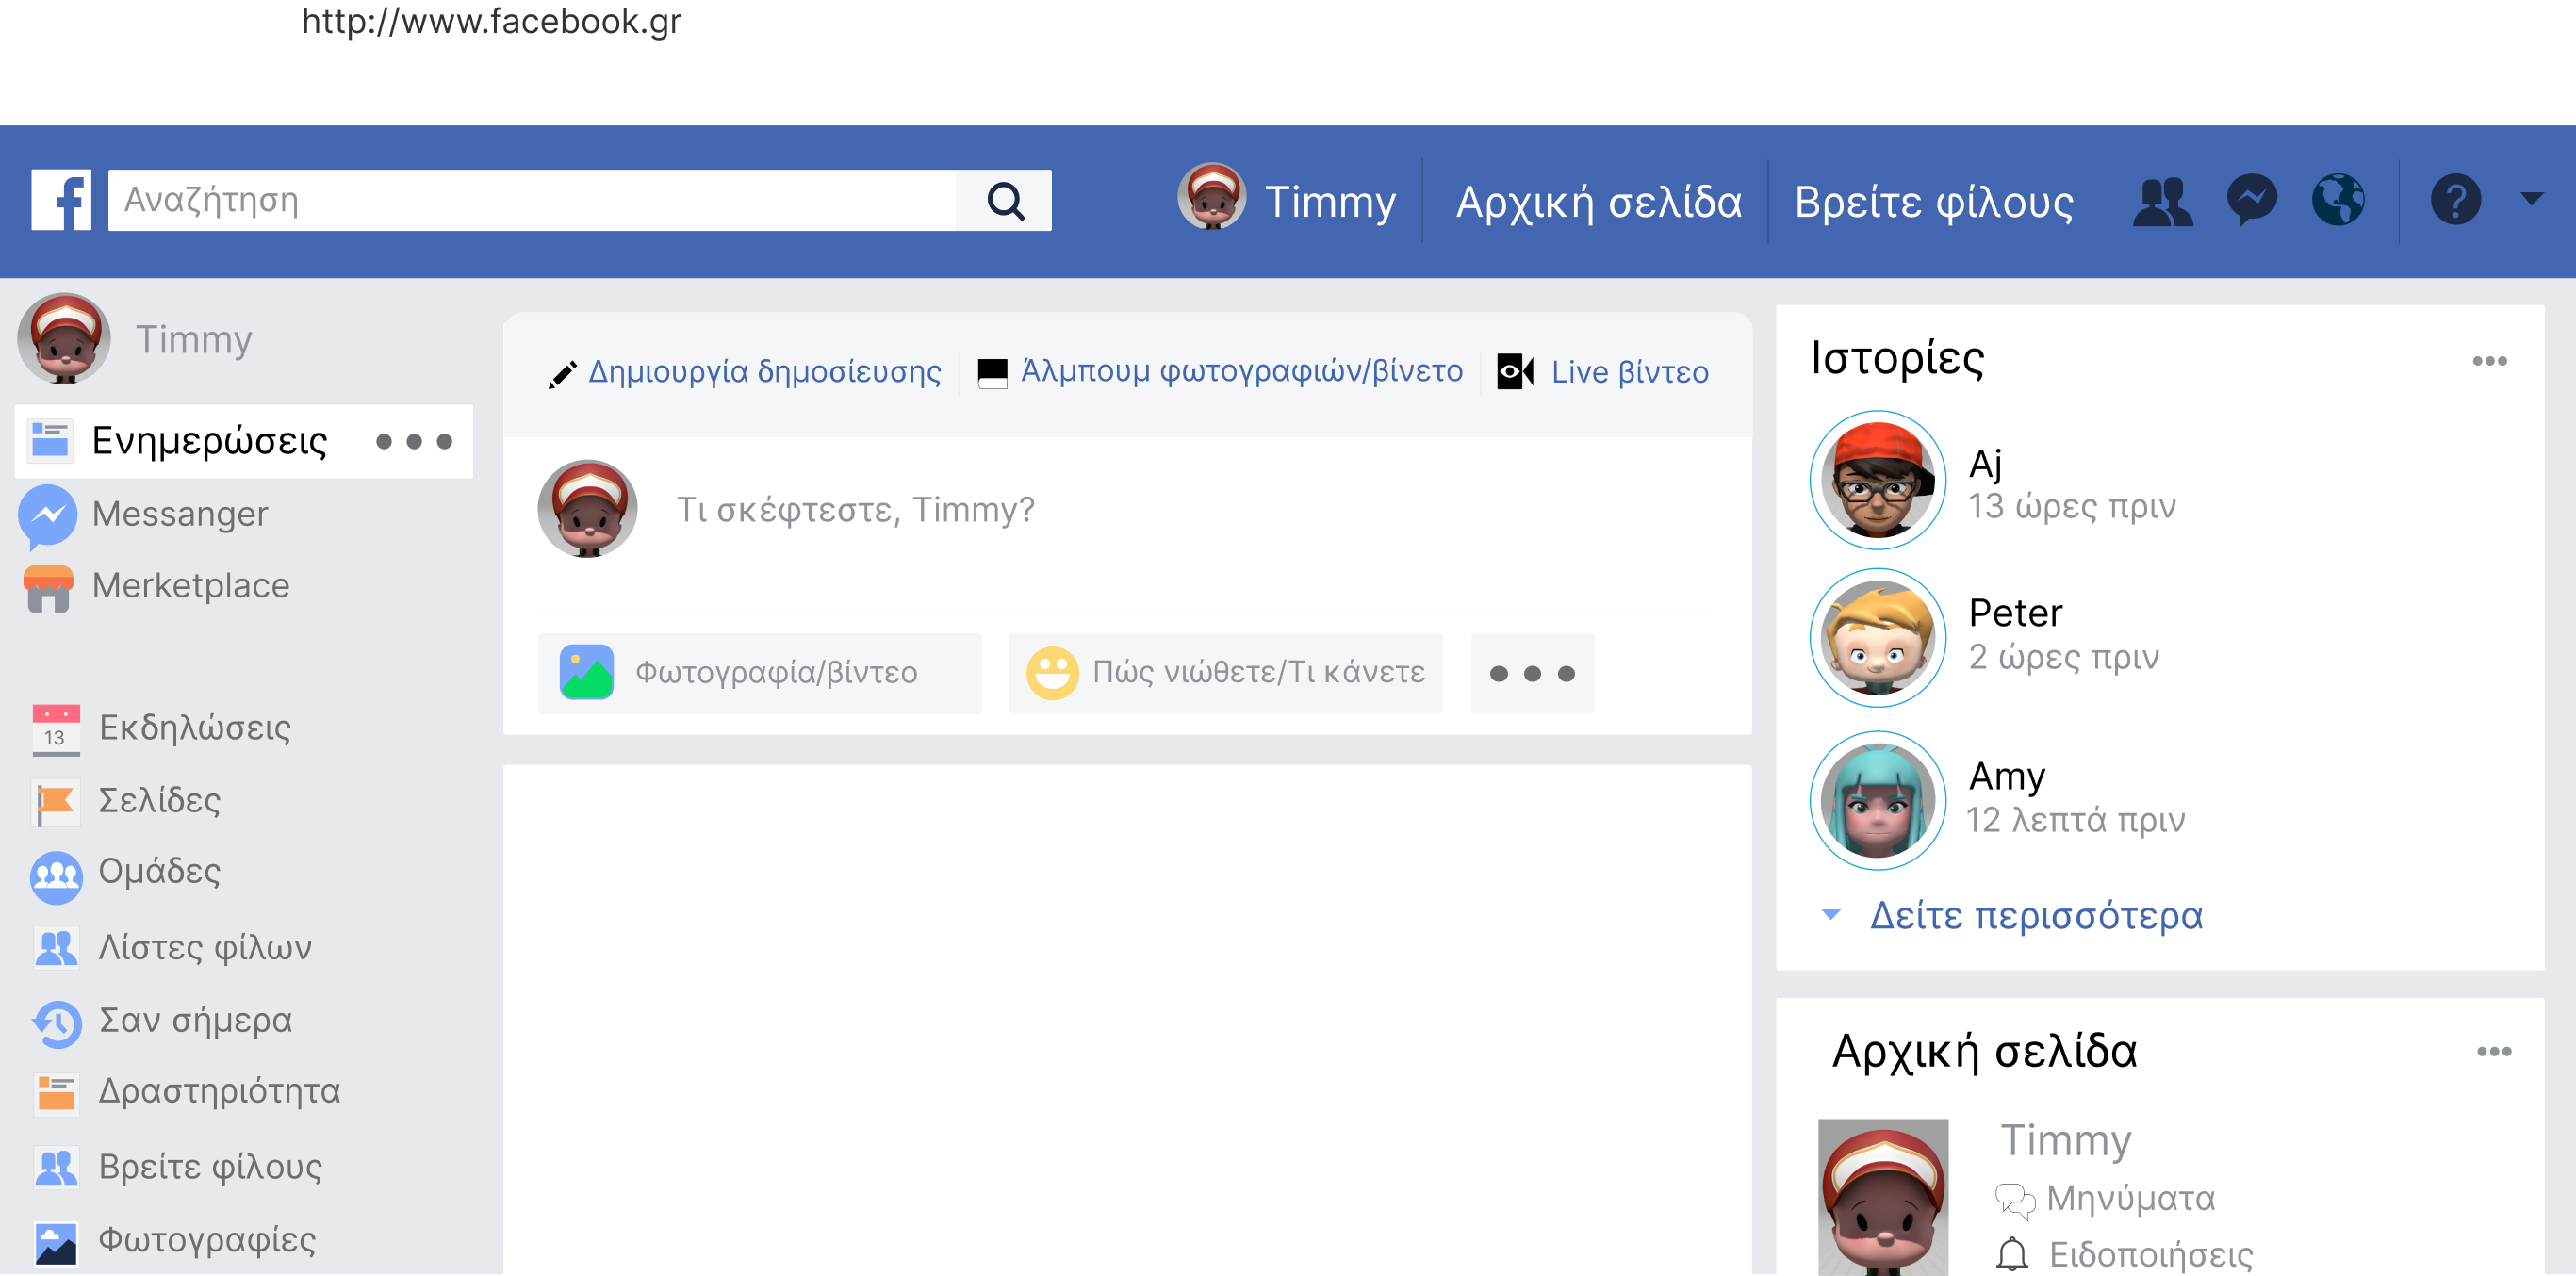 http://www.facebook.gr
Αναζήτηση
Timmy
Αρχική σελίδα
Βρείτε φίλους
Timmy
Ενημερώσεις
Messanger
Merketplace
13
Εκδηλώσεις
Σελίδες
Ομάδες
Λίστες φίλων
Σαν σήμερα
Δραστηριότητα
Βρείτε φίλους
Φωτογραφίες
Δημιουργία δημοσίευσης
Άλμπουμ φωτογραφιών/βίνετο
Live βίντεο
Τι σκέφτεστε, Timmy?
Φωτογραφία/βίντεο
Πώς νιώθετε/Τι κάνετε
Ιστορίες
Aj
13 ώρες πριν
Peter
2 ώρες πριν
Amy
12 λεπτά πριν
Δείτε περισσότερα
Αρχική σελίδα
Timmy
Μηνύματα
Ειδοποιήσεις